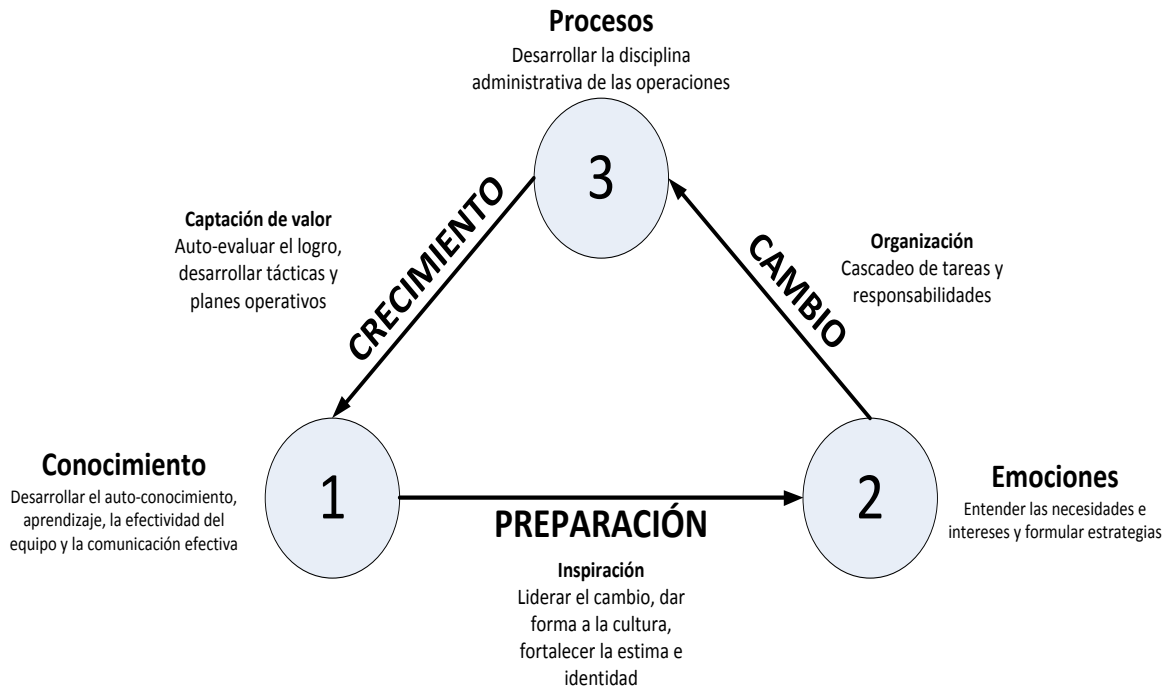 Procesos
Desarrollar la disciplina
administrativa de las operaciones
3
Captación de valor
Auto-evaluar el logro,
desarrollar tácticas y
planes operativos
CRECIMIENTO
CAMBIO
Organización
Cascadeo de tareas y
responsabilidades
Conocimiento
Desarrollar el auto-conocimiento,
aprendizaje, la efectividad del
equipo y la comunicación efectiva
1
PREPARACIÓN
Inspiración
Liderar el cambio, dar
forma a la cultura,
fortalecer la estima e
identidad
2
Emociones
Entender las necesidades e
intereses y formular estrategias